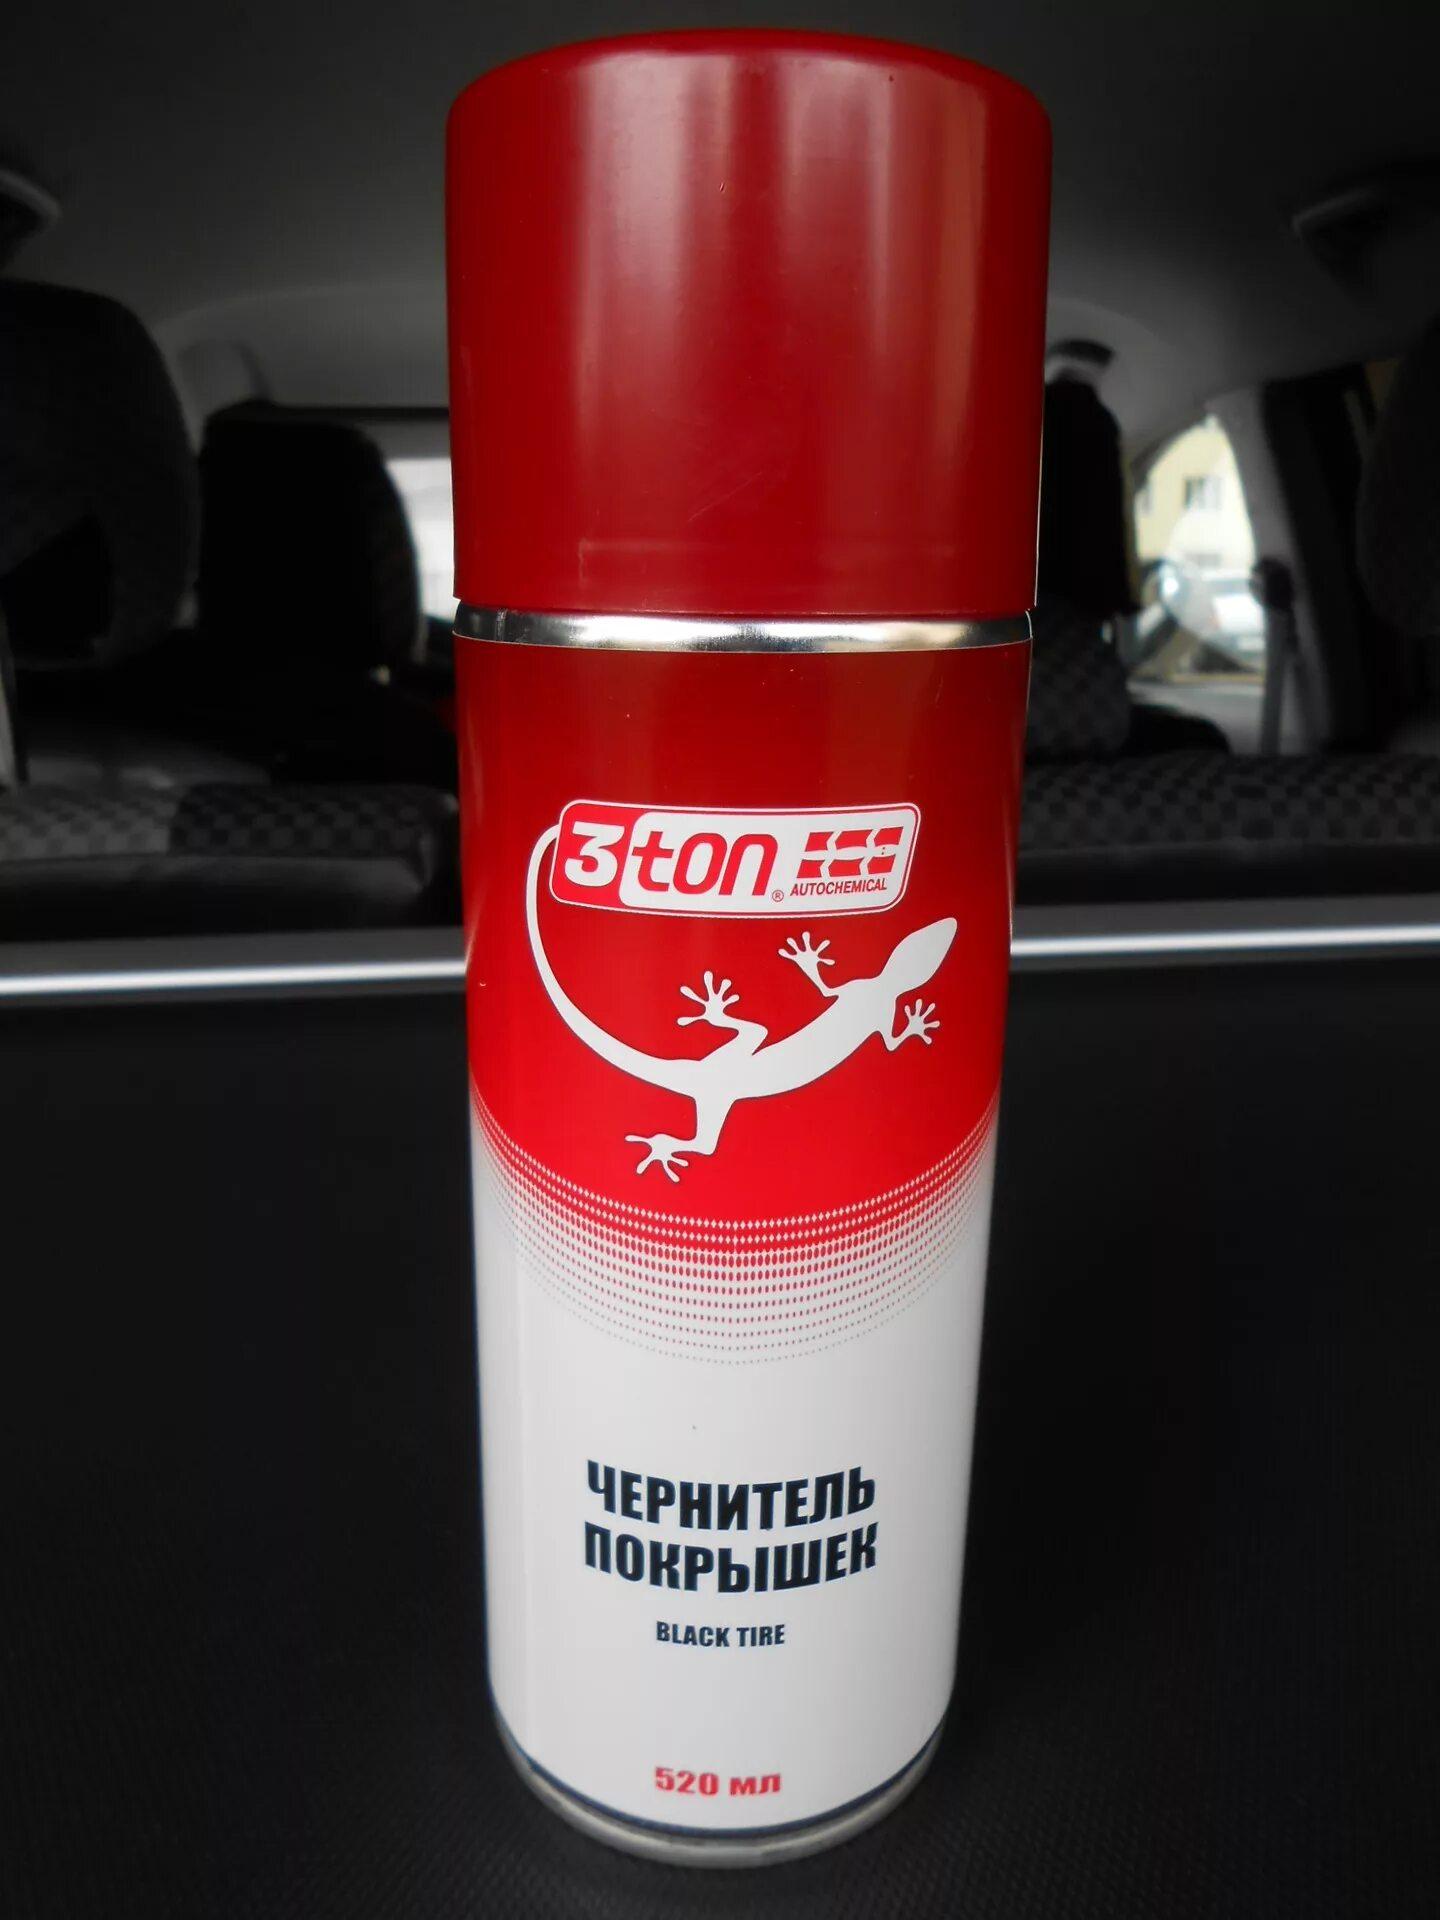 3ton®
AUTOCHEMICAL
ЧЕРНИТЕЛЬ
ПОКРЫШЕК
BLACK TIRE
520 мл